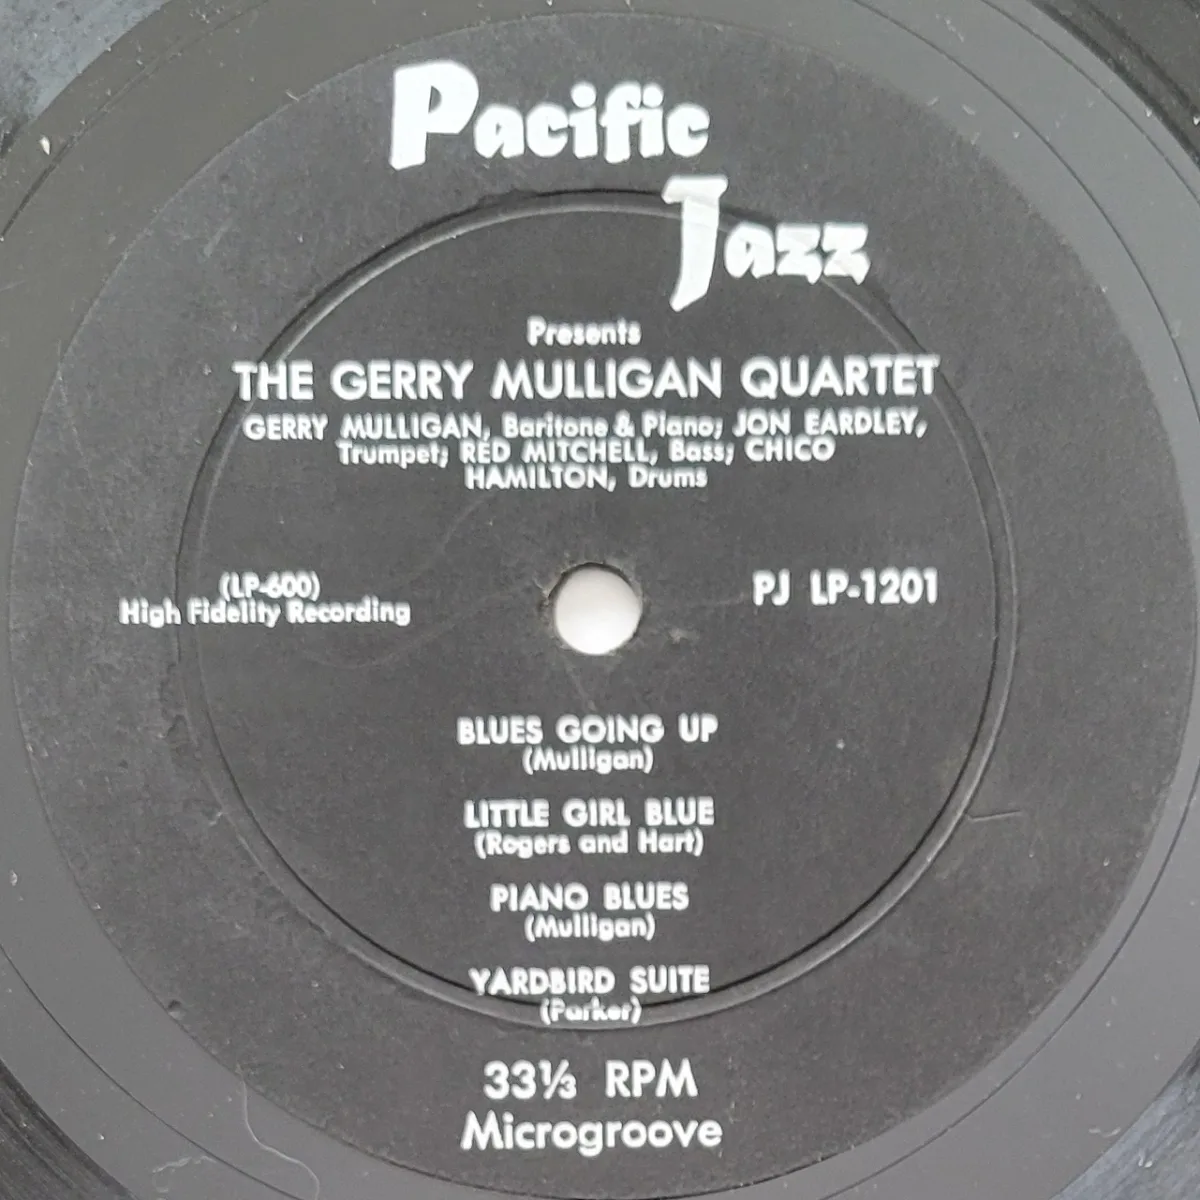 Pacific
Jazz
Presents
THE GERRY MULLIGAN QUARTET
GERRY MULLIGAN, Baritone & Piano; JON EARDLEY,
Trumpet; RED MITCHELL, Bass; CHICO
HAMILTON, Drums
(LP-600)
High Fidelity Recording
PJ LP-1201
BLUES GOING UP
(Mulligan)
LITTLE GIRL BLUE
(Rogers and Hart)
PIANO BLUES
(Mulligan)
YARDBIRD SUITE
(Parker)
33⅓ RPM
Microgroove